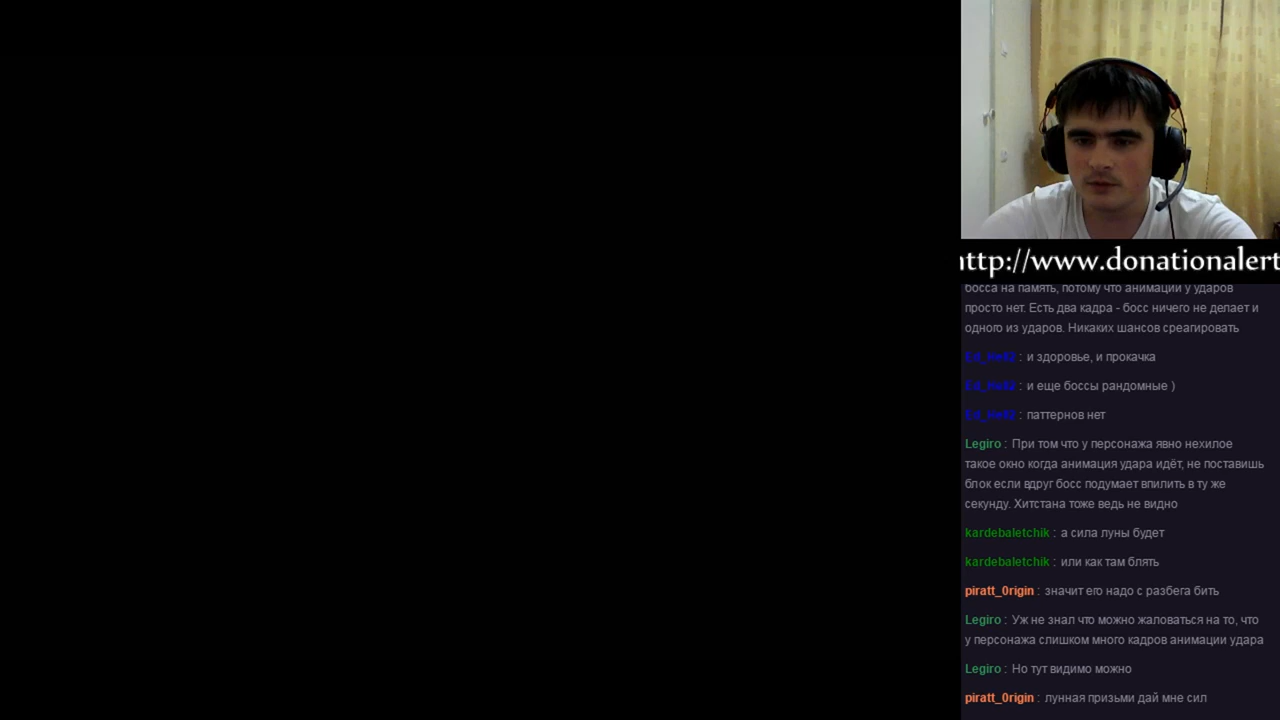 http://www.donationalert
босса на память, потому что анимации у ударов
просто нет. Есть два кадра - босс ничего не делает и
одного из ударов. Никаких шансов среагировать
: и здоровье, и прокачка
: и еще боссы рандомные )
: паттернов нет
Legiro : При том что у персонажа явно нехилое
такое окно когда анимация удара идёт, не поставишь
блок если вдруг босс подумает впилить в ту же
секунду. Хитстана тоже ведь не видно
kardebaletchik : а сила луны будет
kardebaletchik : или как там блять
piratt_0rigin : значит его надо с разбега бить
Legiro : Уж не знал что можно жаловаться на то, что
у персонажа слишком много кадров анимации удара
Legiro : Но тут видимо можно
piratt_0rigin : лунная призьми дай мне сил